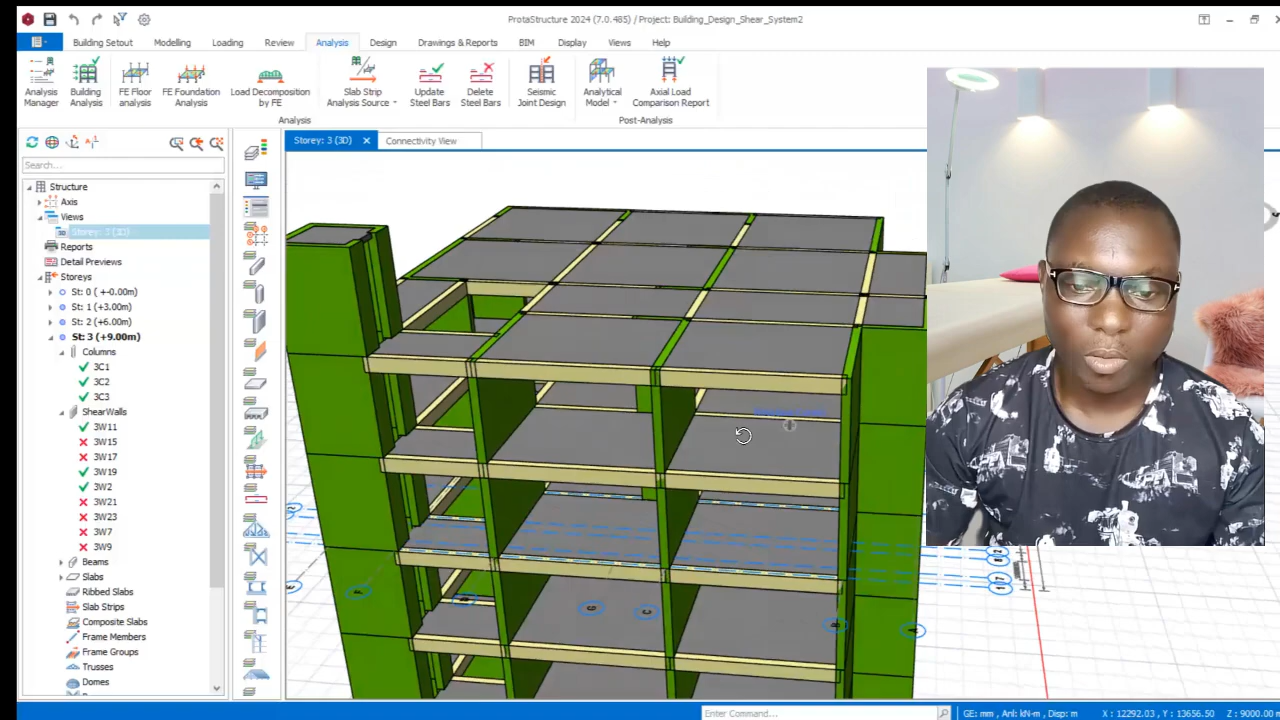 ProtaStructure 2024 (7.0.485) / Project: Building_Design_Shear_System2
Building Setout Modelling Loading Review Analysis Design Drawings & Reports BIM Display Views Help
Analysis Manager
Building Analysis
FE Floor analysis
FE Foundation Analysis
Load Decomposition by FE
Slab Strip Analysis Source
Update Steel Bars
Delete Steel Bars
Seismic Joint Design
Analytical Model
Axial Load Comparison Report
Analysis
Post-Analysis
Storey: 3 (3D)
Connectivity View
Search...
Structure
Axis
Views
Storey: 3 (3D)
Reports
Detail Previews
Storeys
St: 0 ( +-0.00m)
St: 1 (+3.00m)
St: 2 (+6.00m)
St: 3 (+9.00m)
Columns
3C1
3C2
3C3
ShearWalls
3W11
3W15
3W17
3W19
3W2
3W21
3W23
3W7
3W9
Beams
Slabs
Ribbed Slabs
Slab Strips
Composite Slabs
Frame Members
Frame Groups
Trusses
Domes
Enter Command...
GE: mm , Anl: kN-m , Disp: m
X : 12292.03 , Y : 13656.50 , Z : 9000.00 m